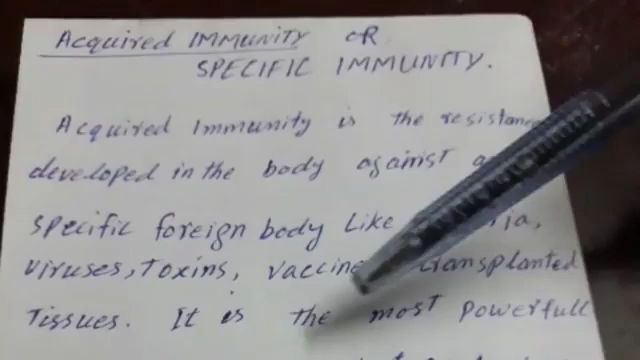 Acquired IMMUNITY OR
SPECIFIC IMMUNITY.
Acquired Immunity is the
developed in the body against
specific foreign body like
viruses, Toxins, transplanted
Tissues. It is the most powerfull